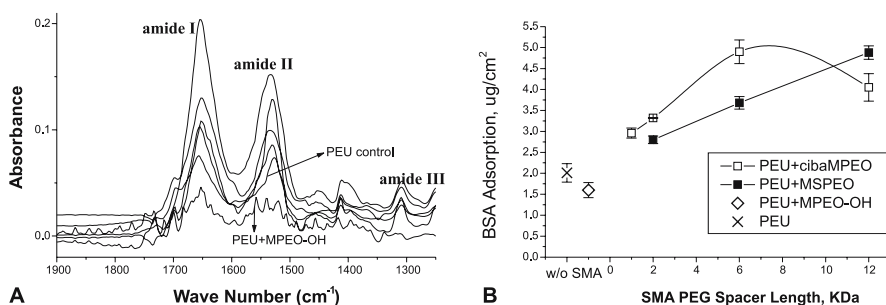 0.2
0.1
0.0
Absorbance
amide I
amide II
PEU control
amide III
PEU+MPEO-OH
1900 1800 1700 1600 1500 1400 1300
Wave Number (cm⁻¹)
A
BSA Adsorption, ug/cm²
6.0
5.5
5.0
4.5
4.0
3.5
3.0
2.5
2.0
1.5
1.0
0.5
0.0
PEU+cibaMPEO
PEU+MSPEO
PEU+MPEO-OH
PEU
w/o SMA 0 2 4 6 8 10 12
SMA PEG Spacer Length, KDa
B